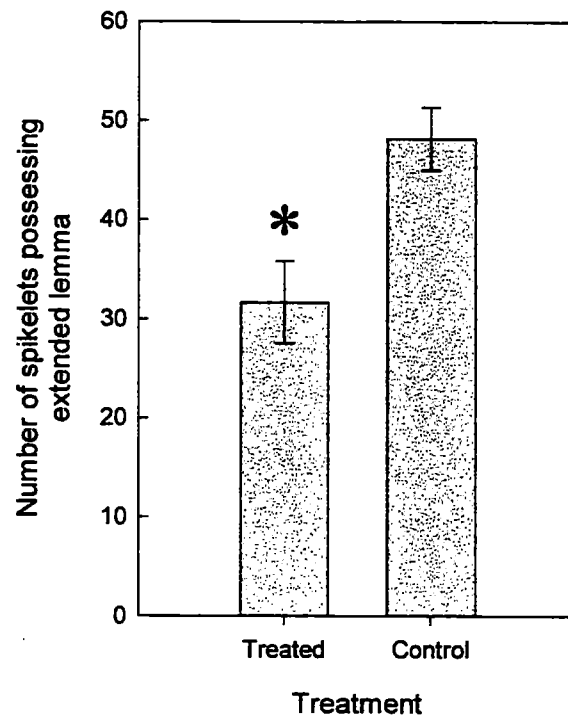 Number of spikelets possessing
extended lemma
60
50
40
30
20
10
0
*
Treated
Control
Treatment